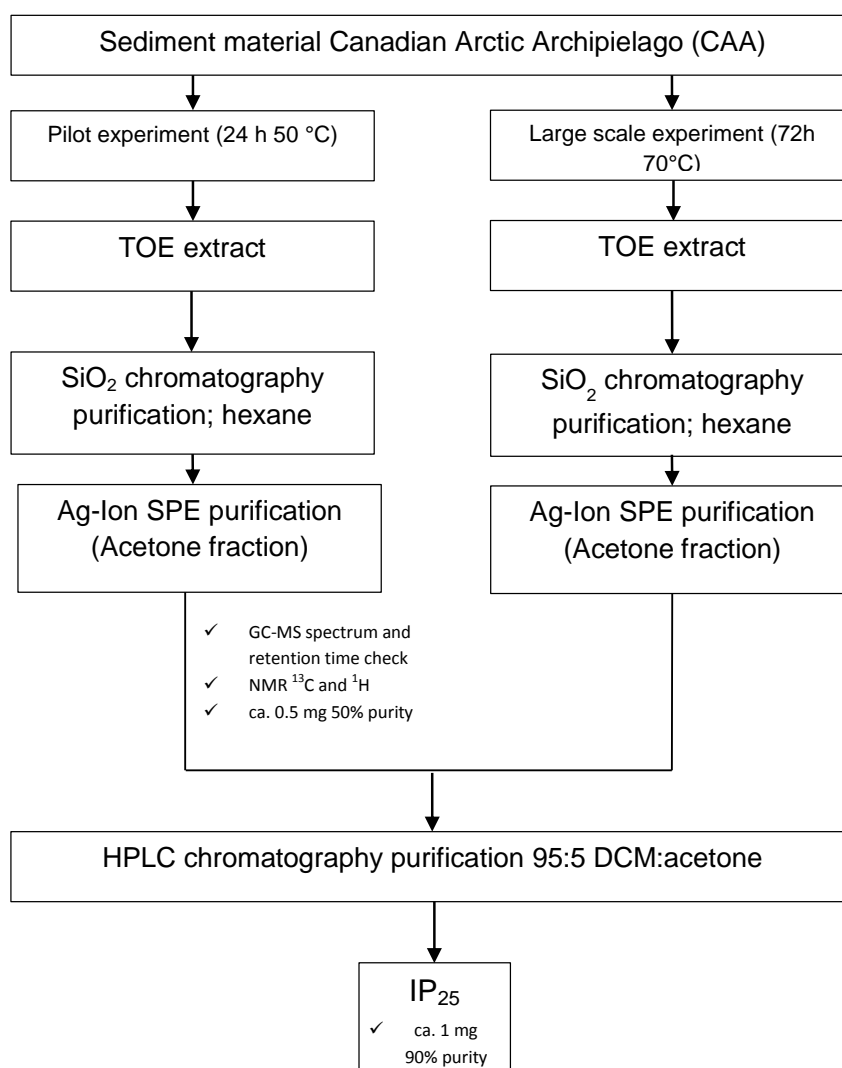 Sediment material Canadian Arctic Archipielago (CAA)
Pilot experiment (24 h 50 °C)
TOE extract
SiO₂ chromatography
purification; hexane
Ag-Ion SPE purification
(Acetone fraction)
Large scale experiment (72h
70°C)
TOE extract
SiO₂ chromatography
purification; hexane
Ag-Ion SPE purification
(Acetone fraction)
✓ GC-MS spectrum and
retention time check
✓ NMR ¹³C and ¹H
✓ ca. 0.5 mg 50% purity
HPLC chromatography purification 95:5 DCM:acetone
IP₂₅
✓ ca. 1 mg
90% purity